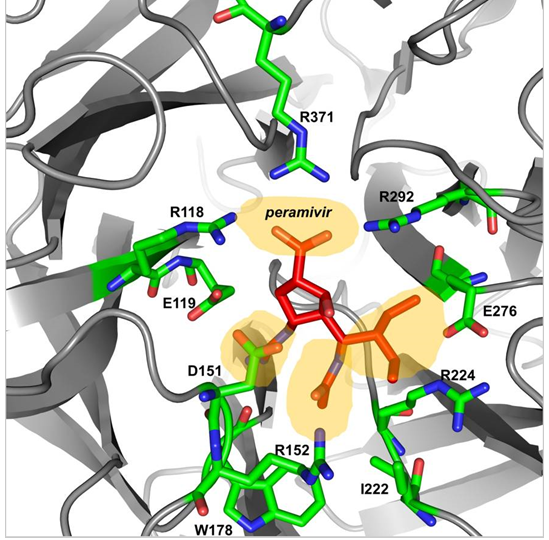 R371
R292
R118
peramivir
E119
E276
D151
R224
R152
I222
W178